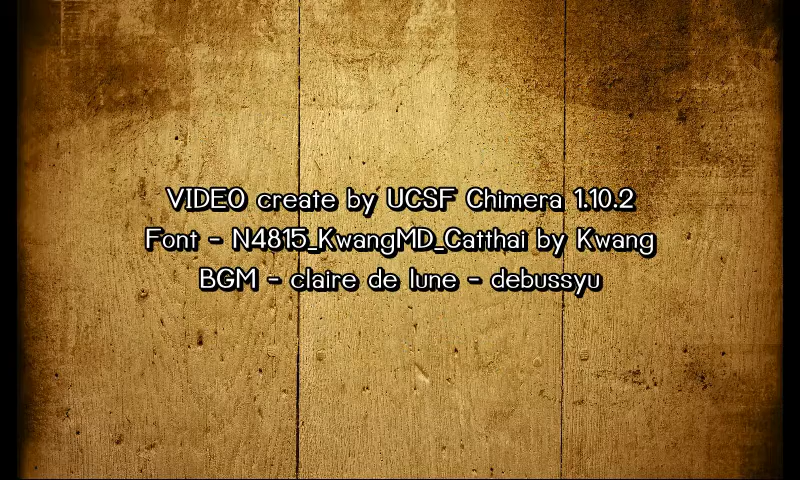 VIDEO create by UCSF Chimera 1.10.2
Font - N4815_KwangMD_Catthai by Kwang
BGM - claire de lune - debussyu